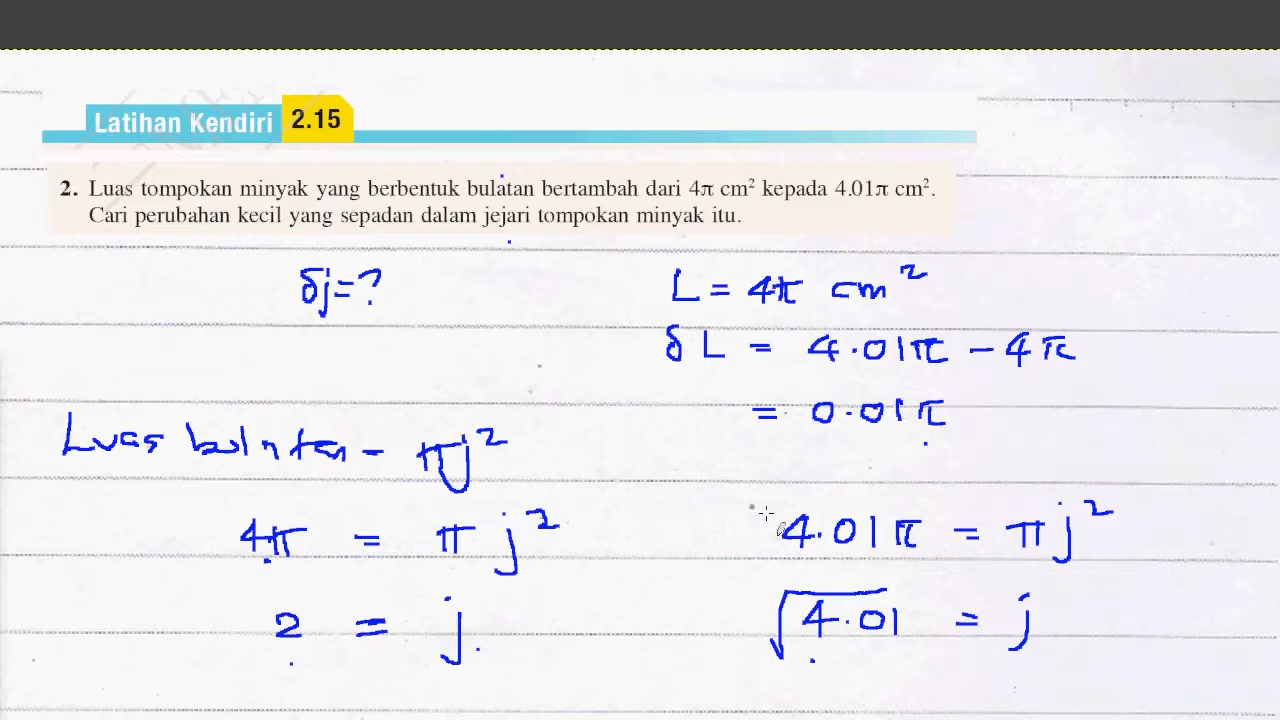 Latihan Kendiri 2.15
2. Luas tompokan minyak yang berbentuk bulatan bertambah dari 4π cm² kepada 4.01π cm².
Cari perubahan kecil yang sepadan dalam jejari tompokan minyak itu.
δj = ?
L = 4π cm²
δL = 4.01π − 4π
= 0.01π
Luas bulatan = πj²
4π = πj²
4.01π = πj²
2 = j
√4.01 = j